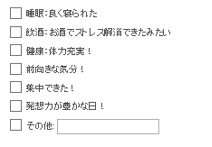 睡眠：良く寝られた
飲酒：お酒でストレス解消できたみたい
健康：体力充実！
前向きな気分！
集中できた！
発想力が豊かな日！
その他: